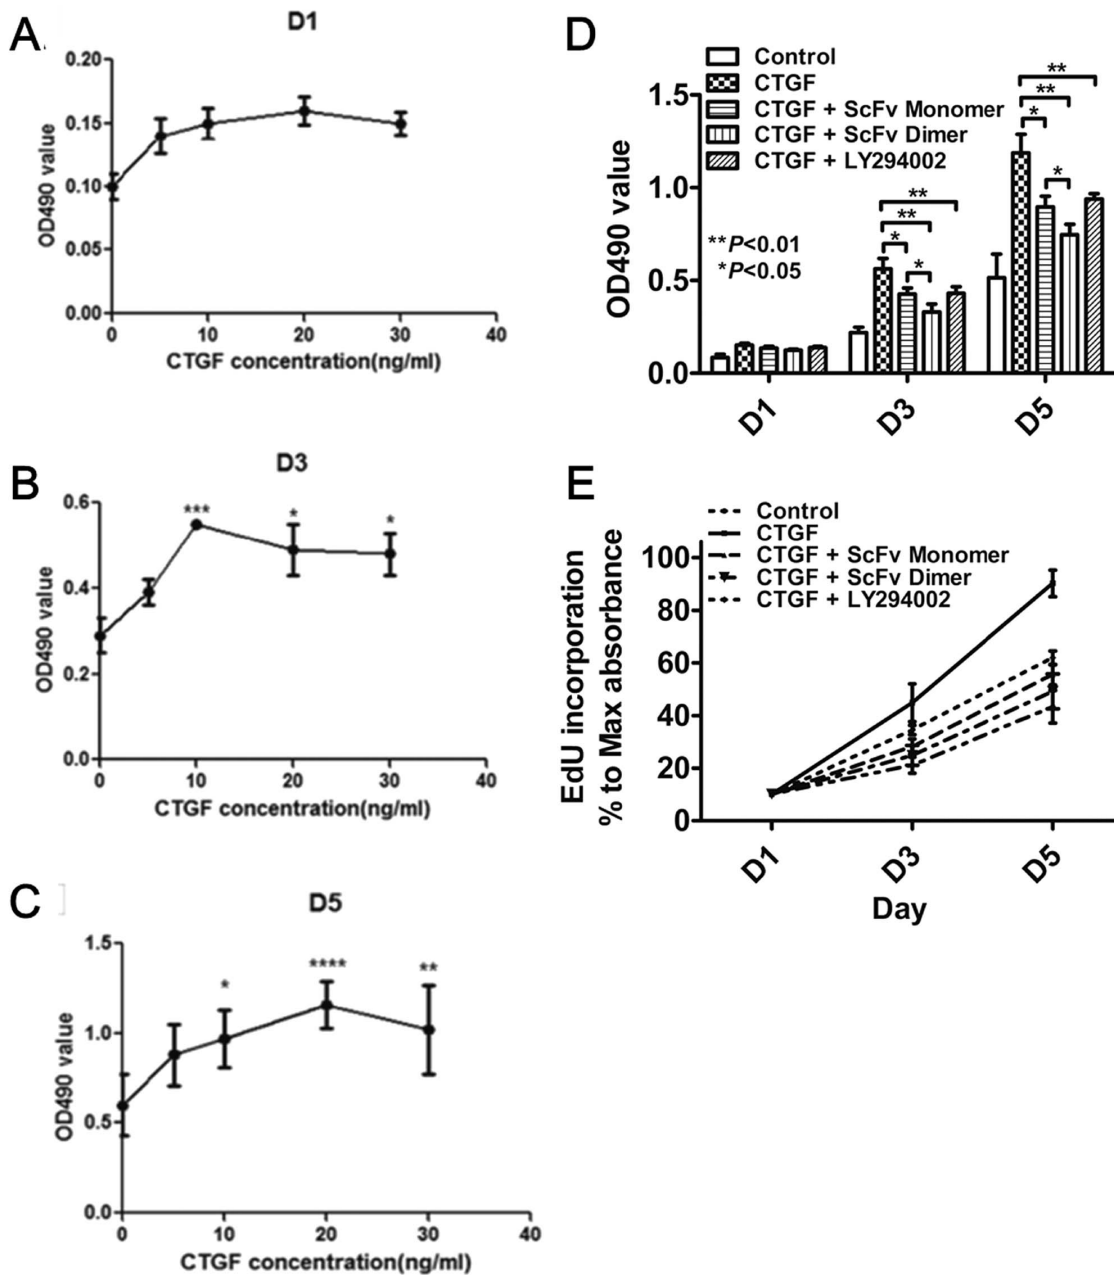 A.
D1
0.20
0.15
0.10
0.05
0.00
OD490 value
0 10 20 30 40
CTGF concentration(ng/ml)
B
D3
0.6
0.4
0.2
0.0
OD490 value
***
*
*
0 10 20 30 40
CTGF concentration(ng/ml)
C
D5
1.5
1.0
0.5
0.0
OD490 value
*
****
**
0 10 20 30 40
CTGF concentration(ng/ml)
D
Control
CTGF
CTGF + ScFv Monomer
CTGF + ScFv Dimer
CTGF + LY294002
1.5
1.0
0.5
0.0
OD490 value
**P<0.01
*P<0.05
**
**
*
*
**
**
*
*
D1 D3 D5
E
Control
CTGF
CTGF + ScFv Monomer
CTGF + ScFv Dimer
CTGF + LY294002
100
80
60
40
20
0
EdU incorporation
% to Max absorbance
D1 D3 D5
Day